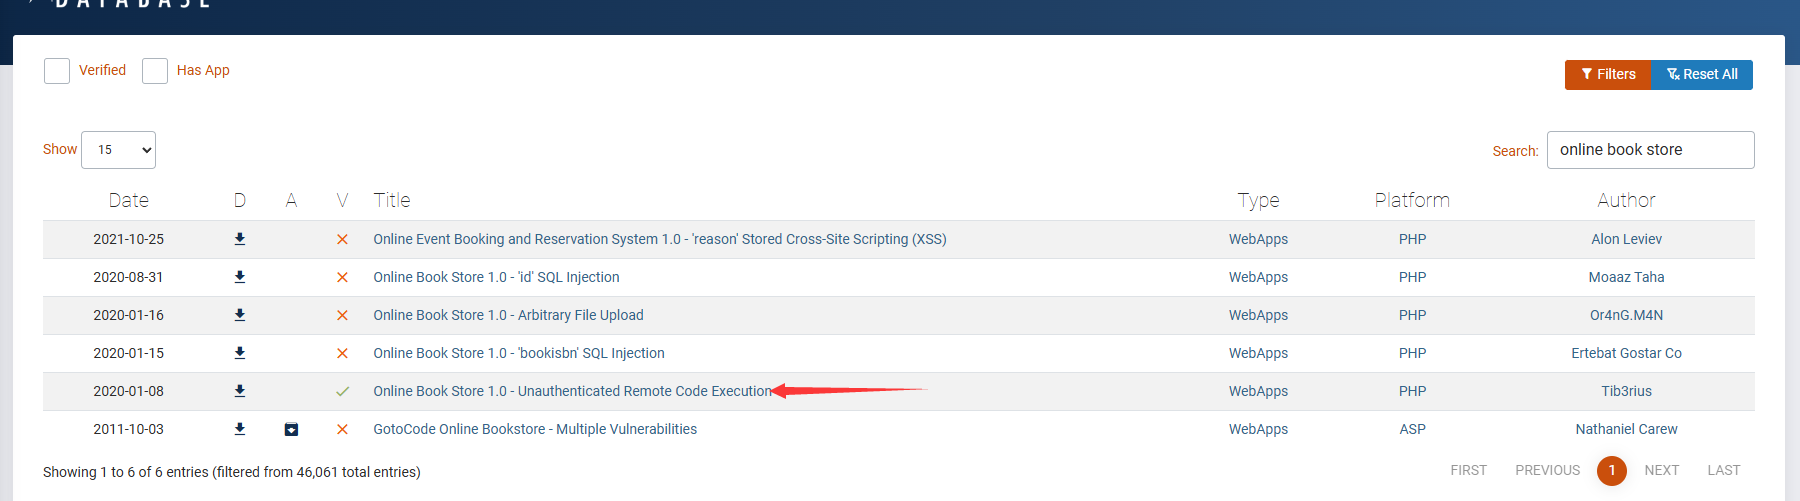 DATABASE
Verified Has App
Filters Reset All
Show 15 Search: online book store
Date D A V Title Type Platform Author
2021-10-25 Online Event Booking and Reservation System 1.0 - 'reason' Stored Cross-Site Scripting (XSS) WebApps PHP Alon Leviev
2020-08-31 Online Book Store 1.0 - 'id' SQL Injection WebApps PHP Moaaz Taha
2020-01-16 Online Book Store 1.0 - Arbitrary File Upload WebApps PHP Or4nG.M4N
2020-01-15 Online Book Store 1.0 - 'bookisbn' SQL Injection WebApps PHP Ertebat Gostar Co
2020-01-08 Online Book Store 1.0 - Unauthenticated Remote Code Execution WebApps PHP Tib3rius
2011-10-03 GotoCode Online Bookstore - Multiple Vulnerabilities WebApps ASP Nathaniel Carew
Showing 1 to 6 of 6 entries (filtered from 46,061 total entries) FIRST PREVIOUS 1 NEXT LAST